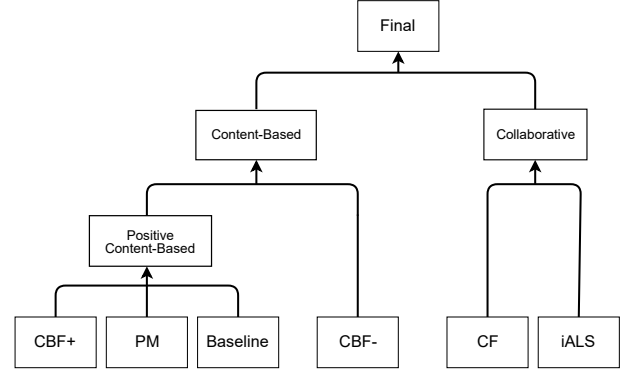 Final
Content-Based
Collaborative
Positive
Content-Based
CBF+
PM
Baseline
CBF-
CF
iALS